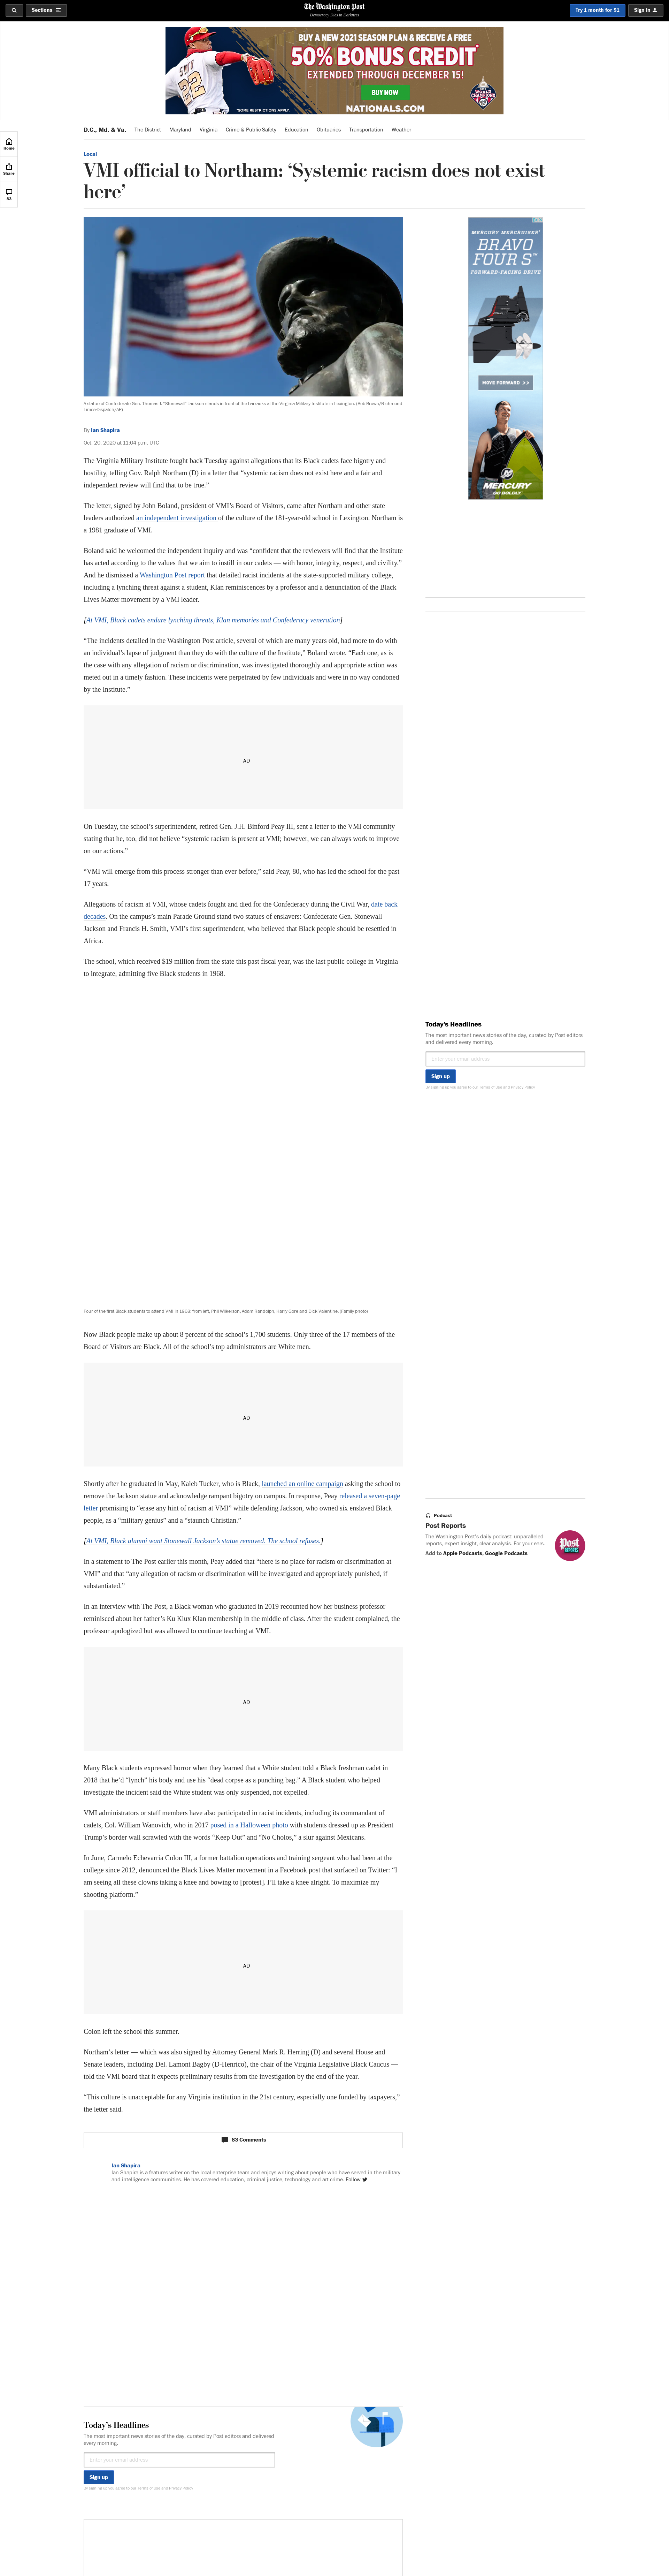 Sections
The Washington Post
Democracy Dies in Darkness
Try 1 month for $1
Sign in
BUY A NEW 2021 SEASON PLAN & RECEIVE A FREE
50% BONUS CREDIT*
EXTENDED THROUGH DECEMBER 15!
BUY NOW
*SOME RESTRICTIONS APPLY.
NATIONALS.COM
D.C., Md. & Va. The District Maryland Virginia Crime & Public Safety Education Obituaries Transportation Weather
Home
Share
83
Local
VMI official to Northam: ‘Systemic racism does not exist
here’
A statue of Confederate Gen. Thomas J. "Stonewall" Jackson stands in front of the barracks at the Virginia Military Institute in Lexington. (Bob Brown/Richmond
Times-Dispatch/AP)
By Ian Shapira
Oct. 20, 2020 at 11:04 p.m. UTC
The Virginia Military Institute fought back Tuesday against allegations that its Black cadets face bigotry and
hostility, telling Gov. Ralph Northam (D) in a letter that “systemic racism does not exist here and a fair and
independent review will find that to be true.”
The letter, signed by John Boland, president of VMI’s Board of Visitors, came after Northam and other state
leaders authorized an independent investigation of the culture of the 181-year-old school in Lexington. Northam is
a 1981 graduate of VMI.
Boland said he welcomed the independent inquiry and was “confident that the reviewers will find that the Institute
has acted according to the values that we aim to instill in our cadets — with honor, integrity, respect, and civility.”
And he dismissed a Washington Post report that detailed racist incidents at the state-supported military college,
including a lynching threat against a student, Klan reminiscences by a professor and a denunciation of the Black
Lives Matter movement by a VMI leader.
[At VMI, Black cadets endure lynching threats, Klan memories and Confederacy veneration]
“The incidents detailed in the Washington Post article, several of which are many years old, had more to do with
an individual’s lapse of judgment than they do with the culture of the Institute,” Boland wrote. “Each one, as is
the case with any allegation of racism or discrimination, was investigated thoroughly and appropriate action was
meted out in a timely fashion. These incidents were perpetrated by few individuals and were in no way condoned
by the Institute.”
AD
On Tuesday, the school’s superintendent, retired Gen. J.H. Binford Peay III, sent a letter to the VMI community
stating that he, too, did not believe “systemic racism is present at VMI; however, we can always work to improve
on our actions.”
“VMI will emerge from this process stronger than ever before,” said Peay, 80, who has led the school for the past
17 years.
Allegations of racism at VMI, whose cadets fought and died for the Confederacy during the Civil War, date back
decades. On the campus’s main Parade Ground stand two statues of enslavers: Confederate Gen. Stonewall
Jackson and Francis H. Smith, VMI’s first superintendent, who believed that Black people should be resettled in
Africa.
The school, which received $19 million from the state this past fiscal year, was the last public college in Virginia
to integrate, admitting five Black students in 1968.
Four of the first Black students to attend VMI in 1968: from left, Phil Wilkerson, Adam Randolph, Harry Gore and Dick Valentine. (Family photo)
Now Black people make up about 8 percent of the school’s 1,700 students. Only three of the 17 members of the
Board of Visitors are Black. All of the school’s top administrators are White men.
AD
Shortly after he graduated in May, Kaleb Tucker, who is Black, launched an online campaign asking the school to
remove the Jackson statue and acknowledge rampant bigotry on campus. In response, Peay released a seven-page
letter promising to “erase any hint of racism at VMI” while defending Jackson, who owned six enslaved Black
people, as a “military genius” and a “staunch Christian.”
[At VMI, Black alumni want Stonewall Jackson’s statue removed. The school refuses.]
In a statement to The Post earlier this month, Peay added that “there is no place for racism or discrimination at
VMI” and that “any allegation of racism or discrimination will be investigated and appropriately punished, if
substantiated.”
In an interview with The Post, a Black woman who graduated in 2019 recounted how her business professor
reminisced about her father’s Ku Klux Klan membership in the middle of class. After the student complained, the
professor apologized but was allowed to continue teaching at VMI.
AD
Many Black students expressed horror when they learned that a White student told a Black freshman cadet in
2018 that he’d “lynch” his body and use his “dead corpse as a punching bag.” A Black student who helped
investigate the incident said the White student was only suspended, not expelled.
VMI administrators or staff members have also participated in racist incidents, including its commandant of
cadets, Col. William Wanovich, who in 2017 posed in a Halloween photo with students dressed up as President
Trump’s border wall scrawled with the words “Keep Out” and “No Cholos,” a slur against Mexicans.
In June, Carmelo Echevarria Colon III, a former battalion operations and training sergeant who had been at the
college since 2012, denounced the Black Lives Matter movement in a Facebook post that surfaced on Twitter: “I
am seeing all these clowns taking a knee and bowing to [protest]. I’ll take a knee alright. To maximize my
shooting platform.”
AD
Colon left the school this summer.
Northam’s letter — which was also signed by Attorney General Mark R. Herring (D) and several House and
Senate leaders, including Del. Lamont Bagby (D-Henrico), the chair of the Virginia Legislative Black Caucus —
told the VMI board that it expects preliminary results from the investigation by the end of the year.
“This culture is unacceptable for any Virginia institution in the 21st century, especially one funded by taxpayers,”
the letter said.
83 Comments
Ian Shapira
Ian Shapira is a features writer on the local enterprise team and enjoys writing about people who have served in the military
and intelligence communities. He has covered education, criminal justice, technology and art crime. Follow
Today’s Headlines
The most important news stories of the day, curated by Post editors and delivered
every morning.
Enter your email address
Sign up
By signing up you agree to our Terms of Use and Privacy Policy
MERCURY MERCRUISER
BRAVO
FOUR S™
FORWARD-FACING DRIVE
MOVE FORWARD >>
MERCURY
GO BOLDLY.
Today’s Headlines
The most important news stories of the day, curated by Post editors
and delivered every morning.
Enter your email address
Sign up
By signing up you agree to our Terms of Use and Privacy Policy
Podcast
Post Reports
The Washington Post’s daily podcast: unparalleled
reports, expert insight, clear analysis. For your ears.
Add to Apple Podcasts, Google Podcasts
Post
REPORTS